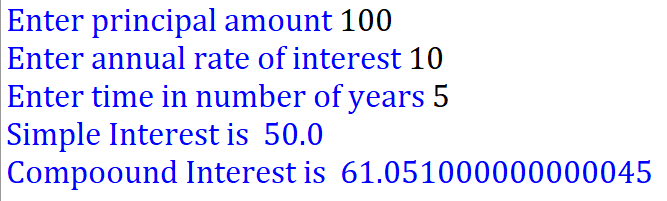 Enter principal amount 100
Enter annual rate of interest 10
Enter time in number of years 5
Simple Interest is  50.0
Compoound Interest is  61.051000000000045